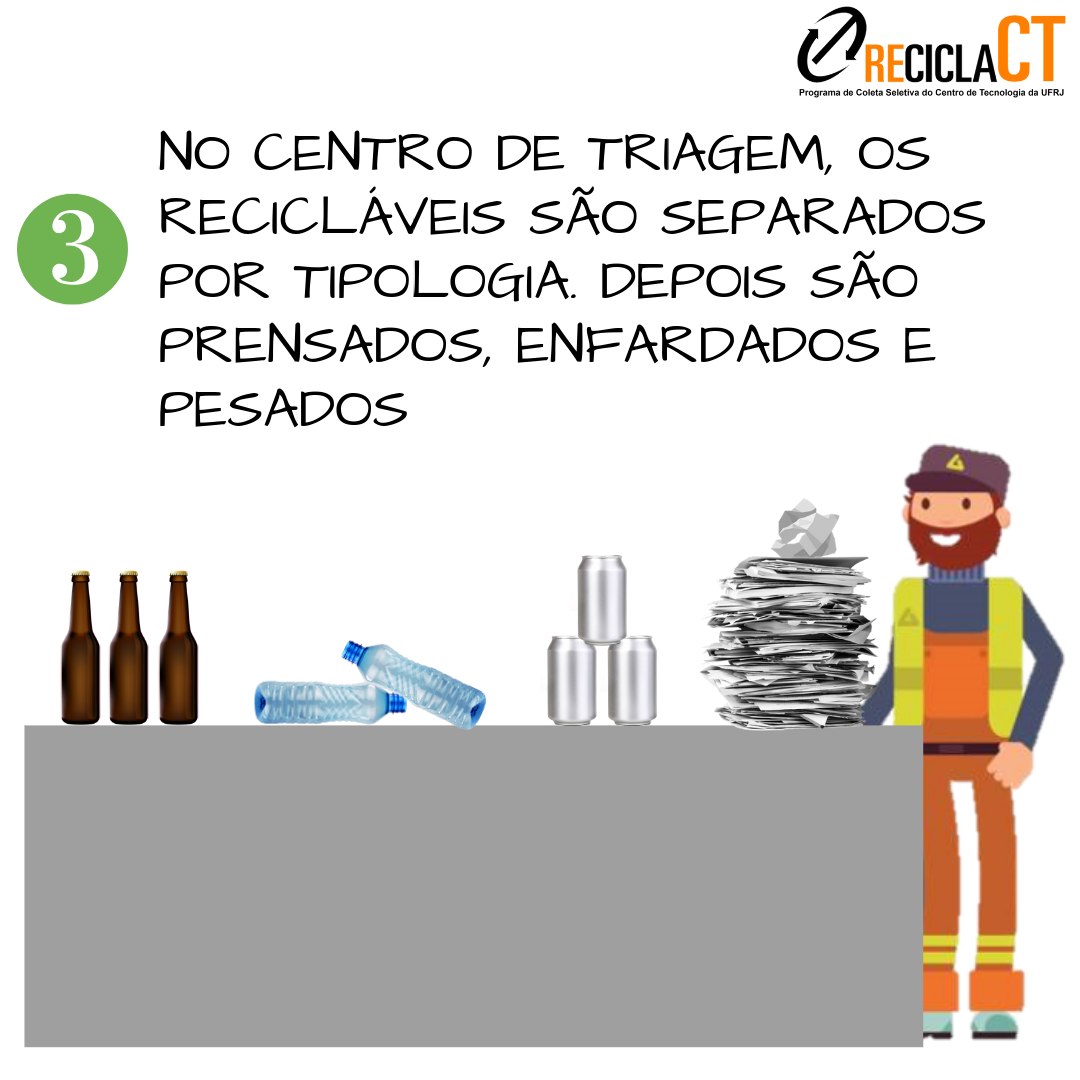 RECICLACT
Programa de Coleta Seletiva do Centro de Tecnologia da UFRJ
3
NO CENTRO DE TRIAGEM, OS
RECICLÁVEIS SÃO SEPARADOS
POR TIPOLOGIA. DEPOIS SÃO
PRENSADOS, ENFARDADOS E
PESADOS